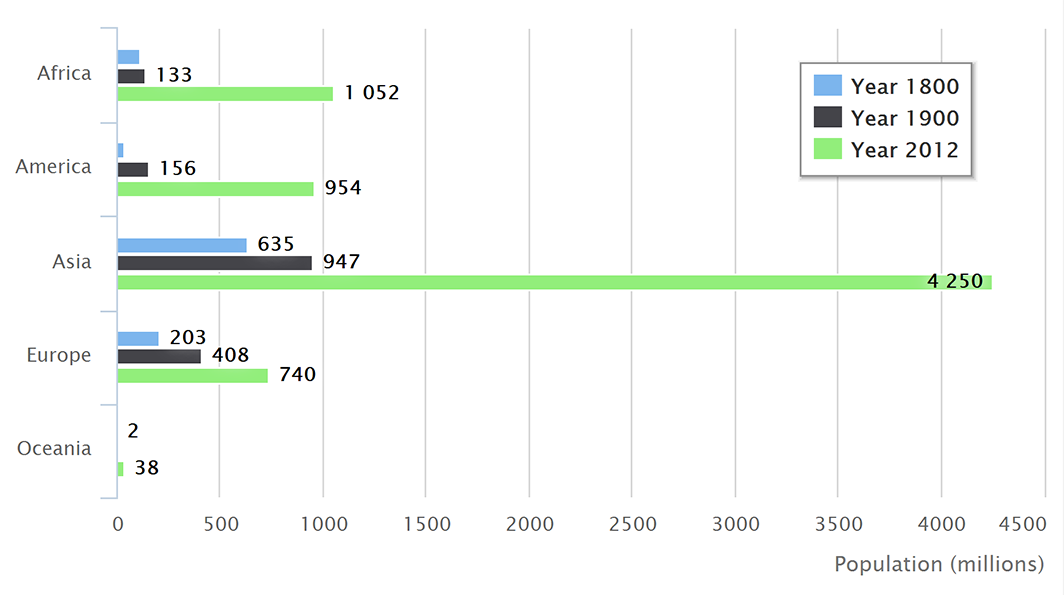 Year 1800
Year 1900
Year 2012
Africa
133
1 052
America
156
954
Asia
635
947
4 250
Europe
203
408
740
Oceania
2
38
0 500 1000 1500 2000 2500 3000 3500 4000 4500
Population (millions)